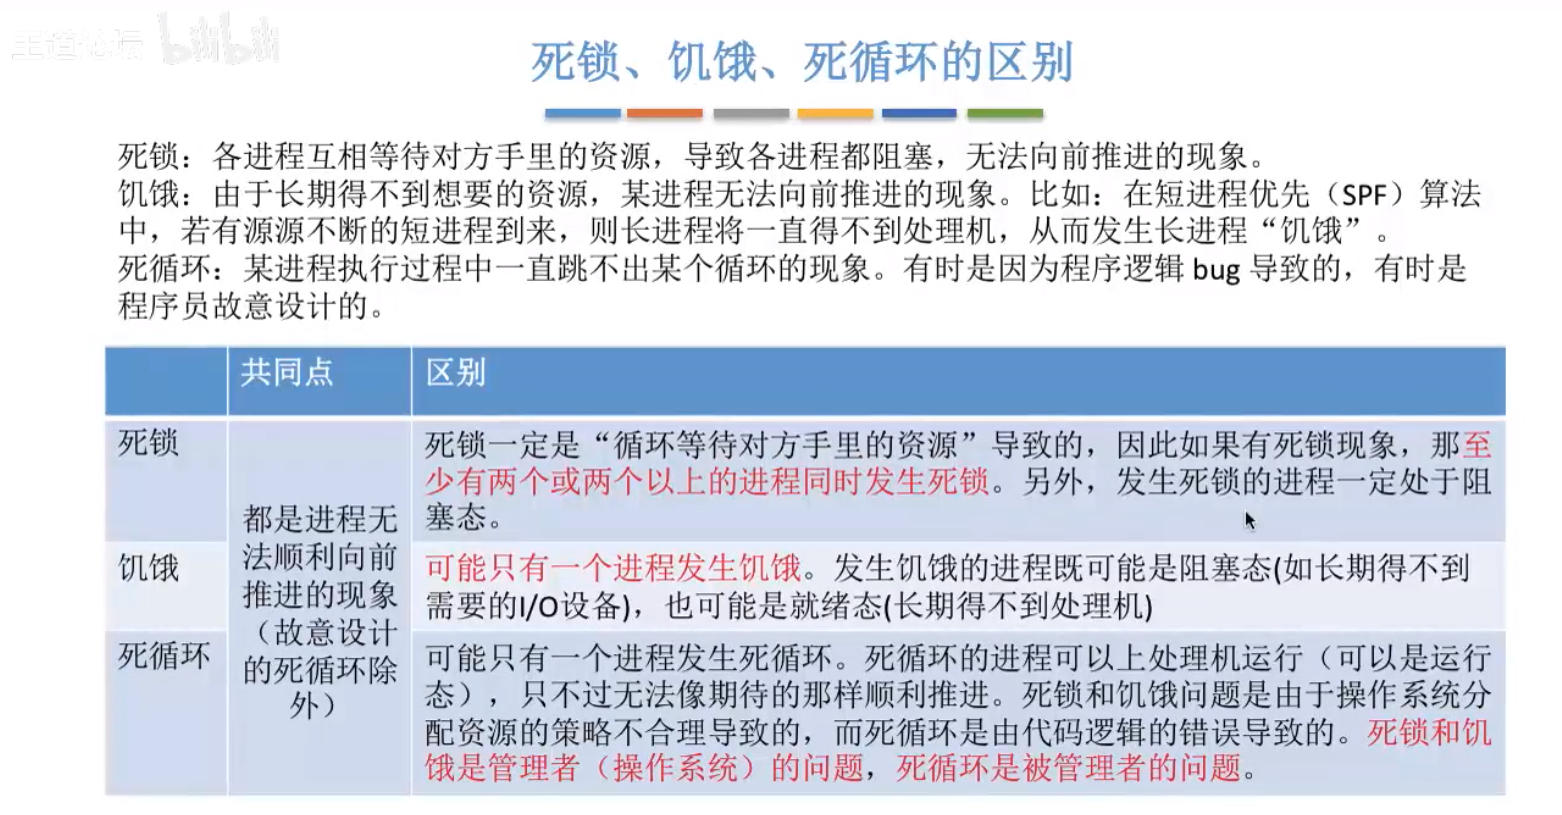 王道论坛 bilibili
死锁、饥饿、死循环的区别
死锁：各进程互相等待对方手里的资源，导致各进程都阻塞，无法向前推进的现象。
饥饿：由于长期得不到想要的资源，某进程无法向前推进的现象。比如：在短进程优先（SPF）算法
中，若有源源不断的短进程到来，则长进程将一直得不到处理机，从而发生长进程“饥饿”。
死循环：某进程执行过程中一直跳不出某个循环的现象。有时是因为程序逻辑 bug 导致的，有时是
程序员故意设计的。
共同点
区别
死锁
都是进程无
法顺利向前
推进的现象
（故意设计
的死循环除
外）
死锁一定是“循环等待对方手里的资源”导致的，因此如果有死锁现象，那至
少有两个或两个以上的进程同时发生死锁。另外，发生死锁的进程一定处于阻
塞态。
饥饿
可能只有一个进程发生饥饿。发生饥饿的进程既可能是阻塞态(如长期得不到
需要的I/O设备)，也可能是就绪态(长期得不到处理机)
死循环
可能只有一个进程发生死循环。死循环的进程可以上处理机运行（可以是运行
态），只不过无法像期待的那样顺利推进。死锁和饥饿问题是由于操作系统分
配资源的策略不合理导致的，而死循环是由代码逻辑的错误导致的。死锁和饥
饿是管理者（操作系统）的问题，死循环是被管理者的问题。